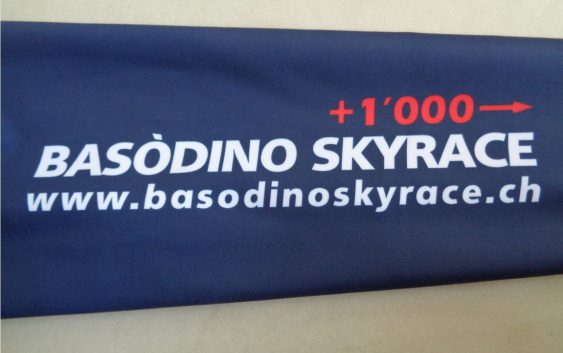 +1'000→
BASÒDINO SKYRACE
www.basodinoskyrace.ch